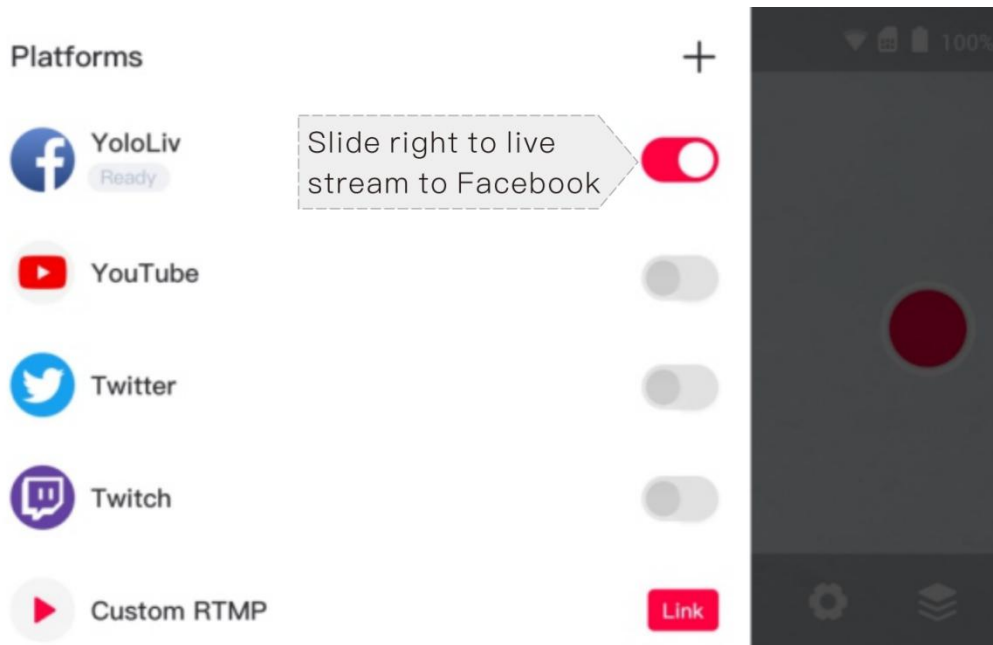 Platforms
100%
YoloLiv
Ready
Slide right to live
stream to Facebook
YouTube
Twitter
Twitch
Custom RTMP
Link